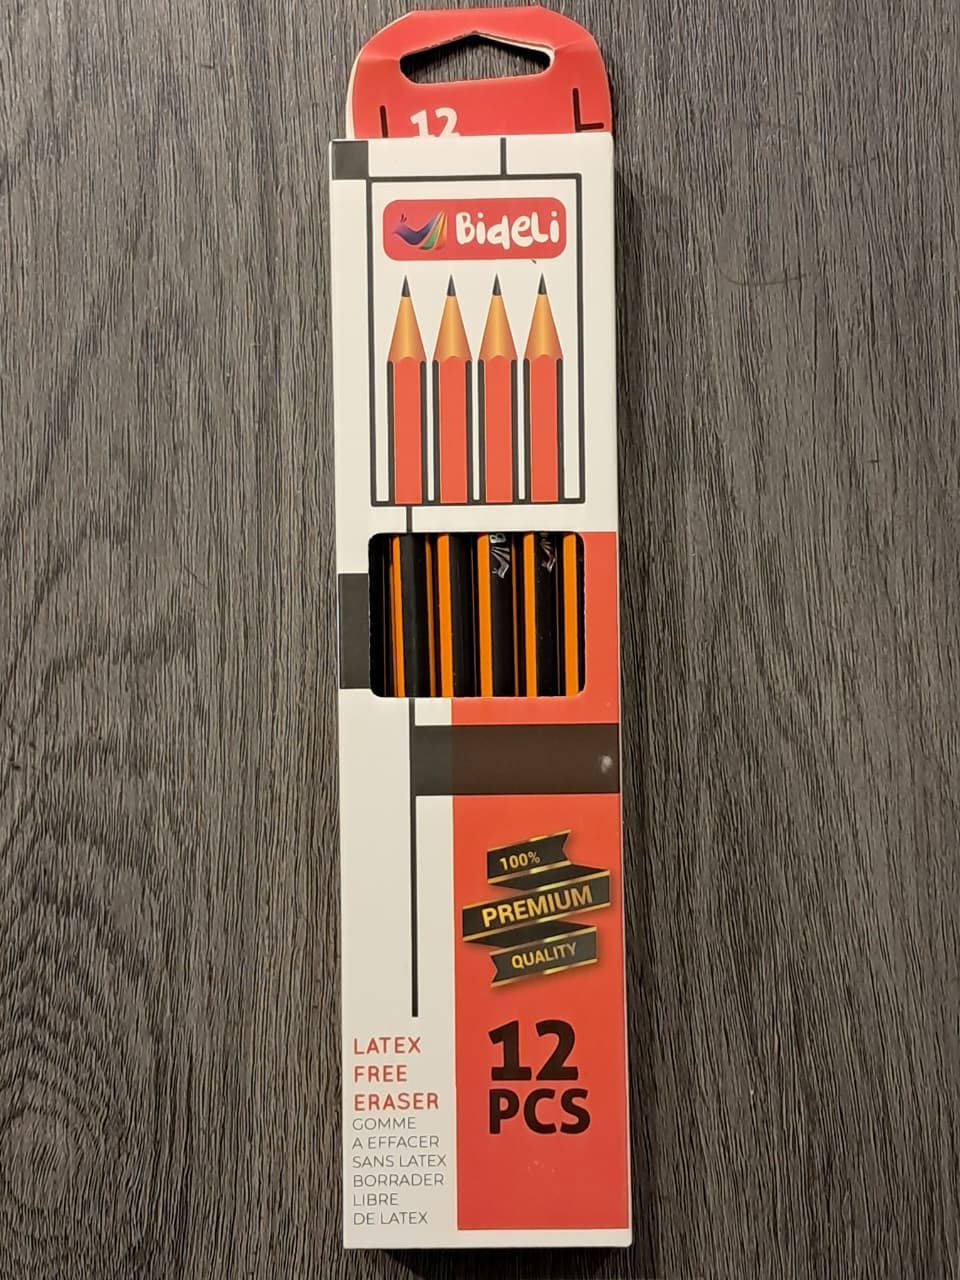 12
Bideli
100%
PREMIUM
QUALITY
12
PCS
LATEX
FREE
ERASER
GOMME
A EFFACER
SANS LATEX
BORRADER
LIBRE
DE LATEX